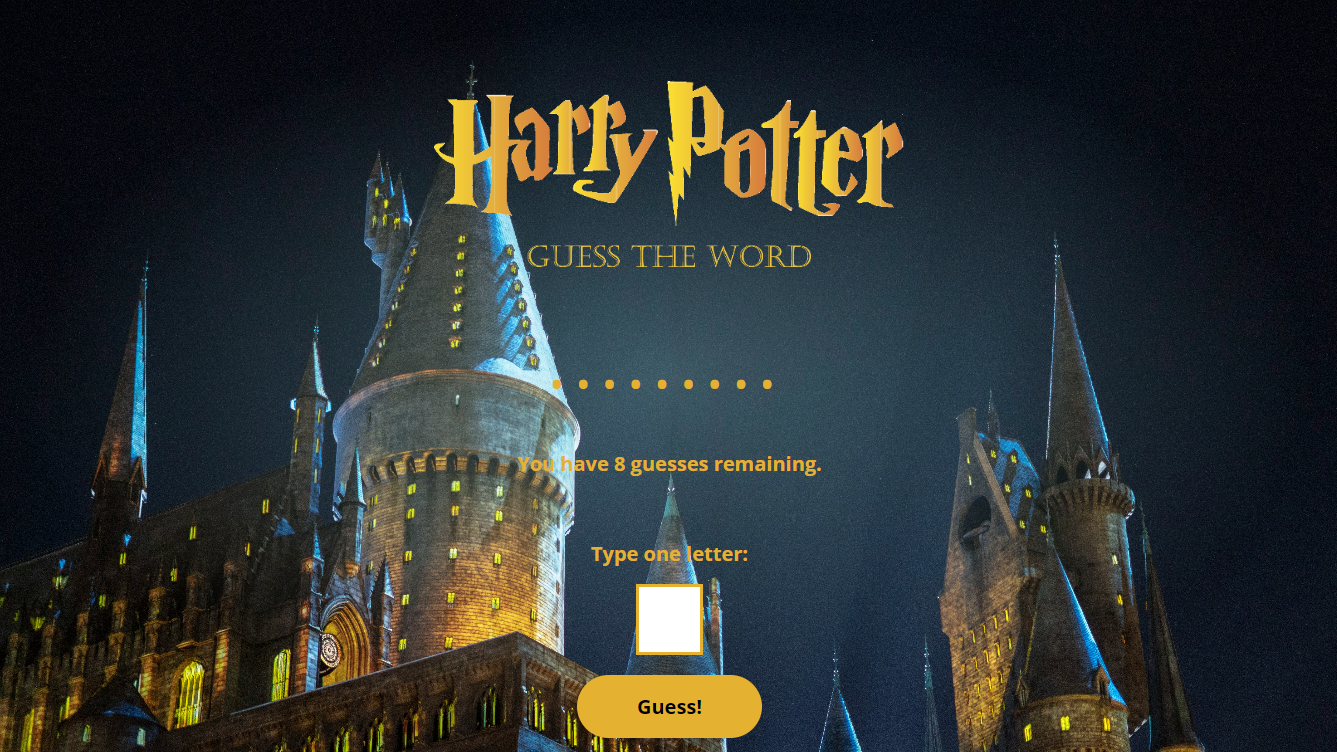 Harry Potter
GUESS THE WORD
● ● ● ● ● ● ● ● ●
You have 8 guesses remaining.
Type one letter:
Guess!